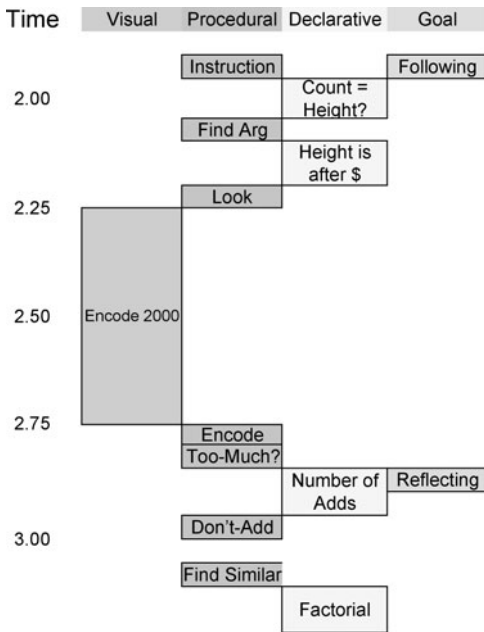 Time Visual Procedural Declarative Goal
Instruction Following
2.00 Count =
Height?
Find Arg
Height is
after $
Look
2.25
2.50 Encode 2000
2.75
Encode
Too-Much?
Number of Reflecting
Adds
Don't-Add
3.00
Find Similar
Factorial